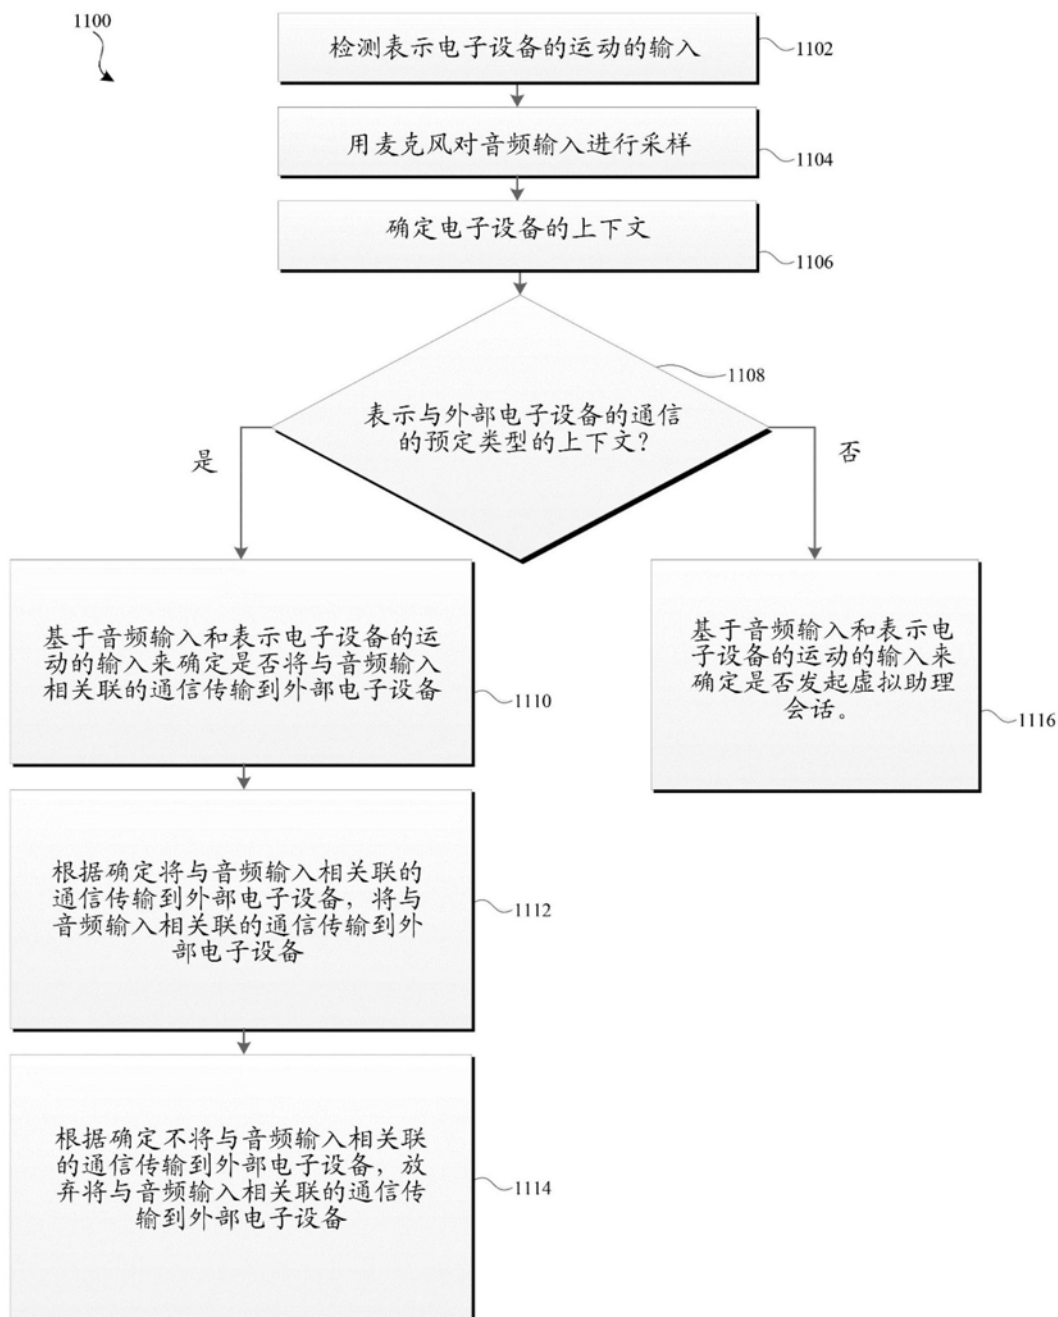 1100
检测表示电子设备的运动的输入
1102
用麦克风对音频输入进行采样
1104
确定电子设备的上下文
1106
1108
表示与外部电子设备的通信
的预定类型的上下文?
是
否
基于音频输入和表示电子设备的运
动的输入来确定是否将与音频输入
相关联的通信传输到外部电子设备
1110
基于音频输入和表示电
子设备的运动的输入来
确定是否发起虚拟助理
会话。
1116
根据确定将与音频输入相关联的
通信传输到外部电子设备，将与
音频输入相关联的通信传输到外
部电子设备
1112
根据确定不将与音频输入相关联
的通信传输到外部电子设备，放
弃将与音频输入相关联的通信传
输到外部电子设备
1114